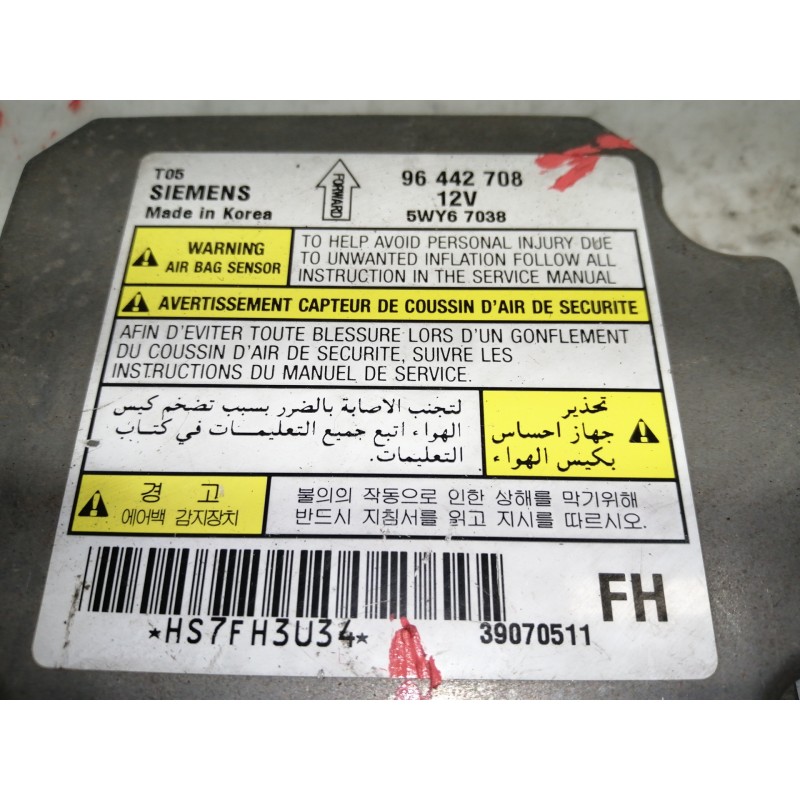 T05
SIEMENS
Made in Korea
FORWARD
96 442 708
12V
5WY6 7038
WARNING
AIR BAG SENSOR
TO HELP AVOID PERSONAL INJURY DUE
TO UNWANTED INFLATION FOLLOW ALL
INSTRUCTION IN THE SERVICE MANUAL
AVERTISSEMENT CAPTEUR DE COUSSIN D'AIR DE SECURITE
AFIN D'EVITER TOUTE BLESSURE LORS D'UN GONFLEMENT
DU COUSSIN D'AIR DE SECURITE, SUIVRE LES
INSTRUCTIONS DU MANUEL DE SERVICE.
تحذير
جهاز احساس
بكيس الهواء
لتجنب الاصابة بالضرر بسبب تضخم كيس
الهواء اتبع جميع التعليمات في كتاب
التعليمات.
경 고
에어백 감지장치
불의의 작동으로 인한 상해를 막기위해
반드시 지침서를 읽고 지시를 따르시오.
*HS7FH3U34*
39070511
FH